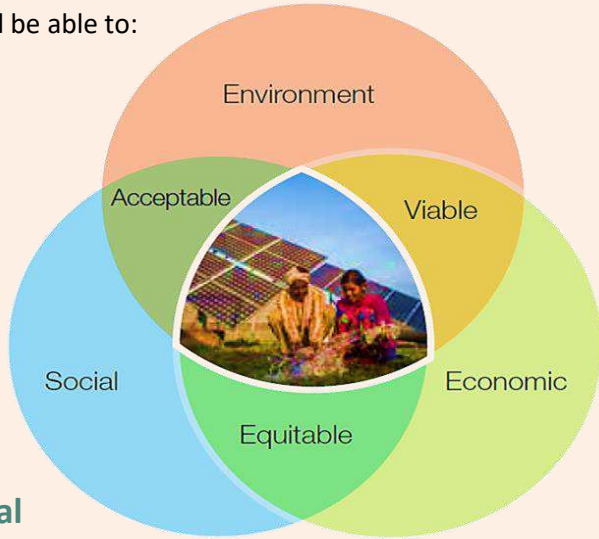 be able to:
Environment
Acceptable
Viable
Social
Economic
Equitable
al